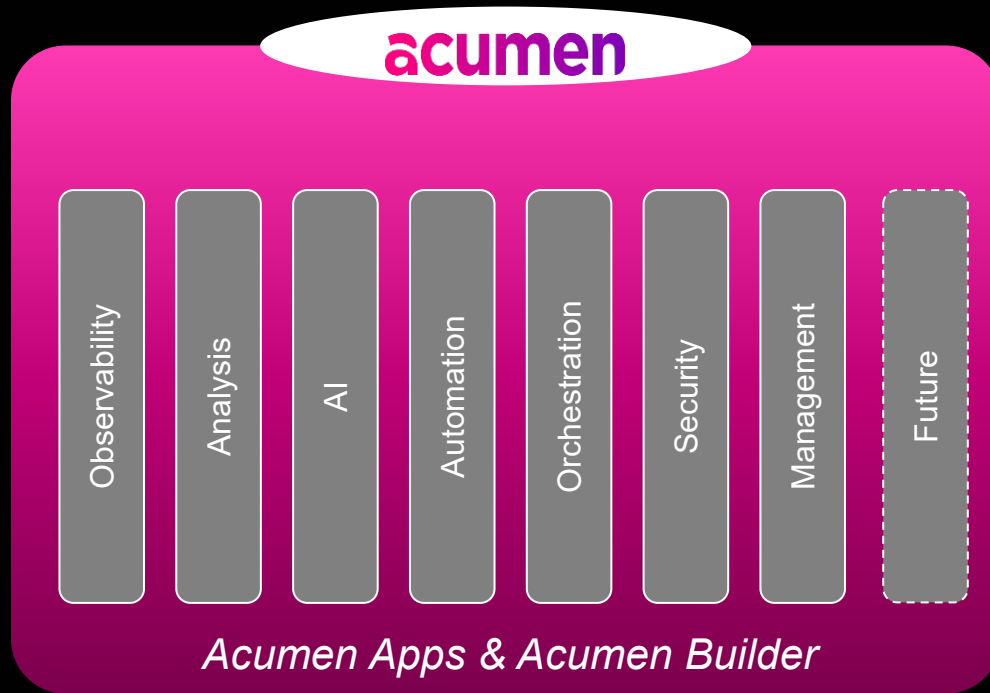 acumen
Observability
Analysis
AI
Automation
Orchestration
Security
Management
Future
Acumen Apps & Acumen Builder